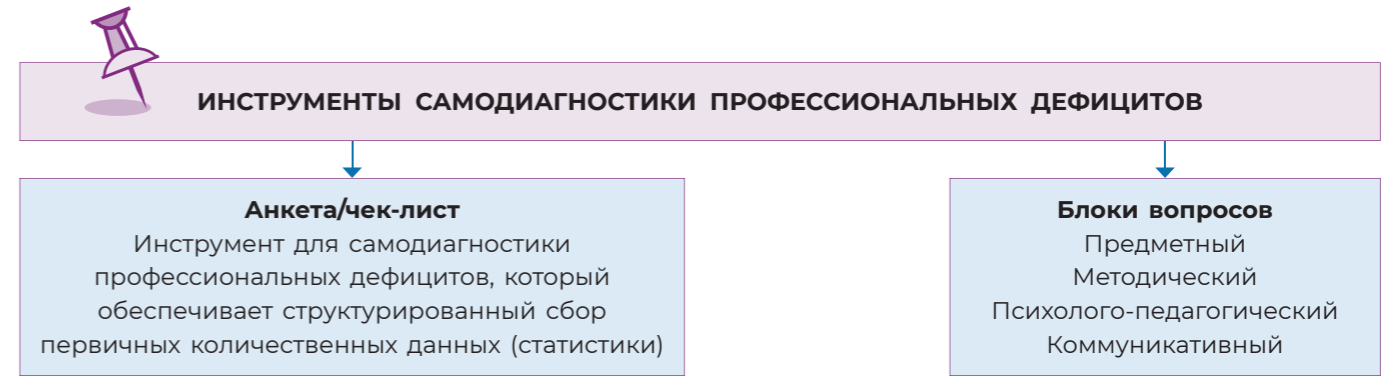 ИНСТРУМЕНТЫ САМОДИАГНОСТИКИ ПРОФЕССИОНАЛЬНЫХ ДЕФИЦИТОВ
Анкета/чек-лист
Инструмент для самодиагностики
профессиональных дефицитов, который
обеспечивает структурированный сбор
первичных количественных данных (статистики)
Блоки вопросов
Предметный
Методический
Психолого-педагогический
Коммуникативный